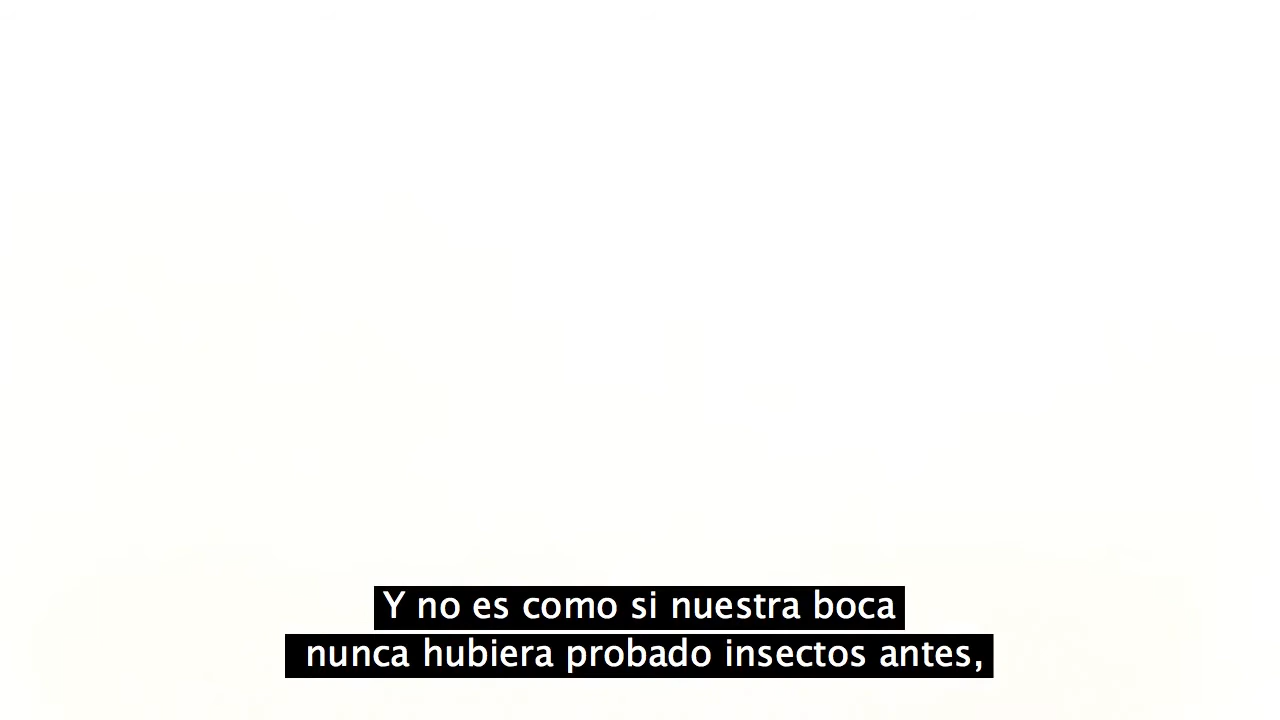 Y no es como si nuestra boca
nunca hubiera probado insectos antes,